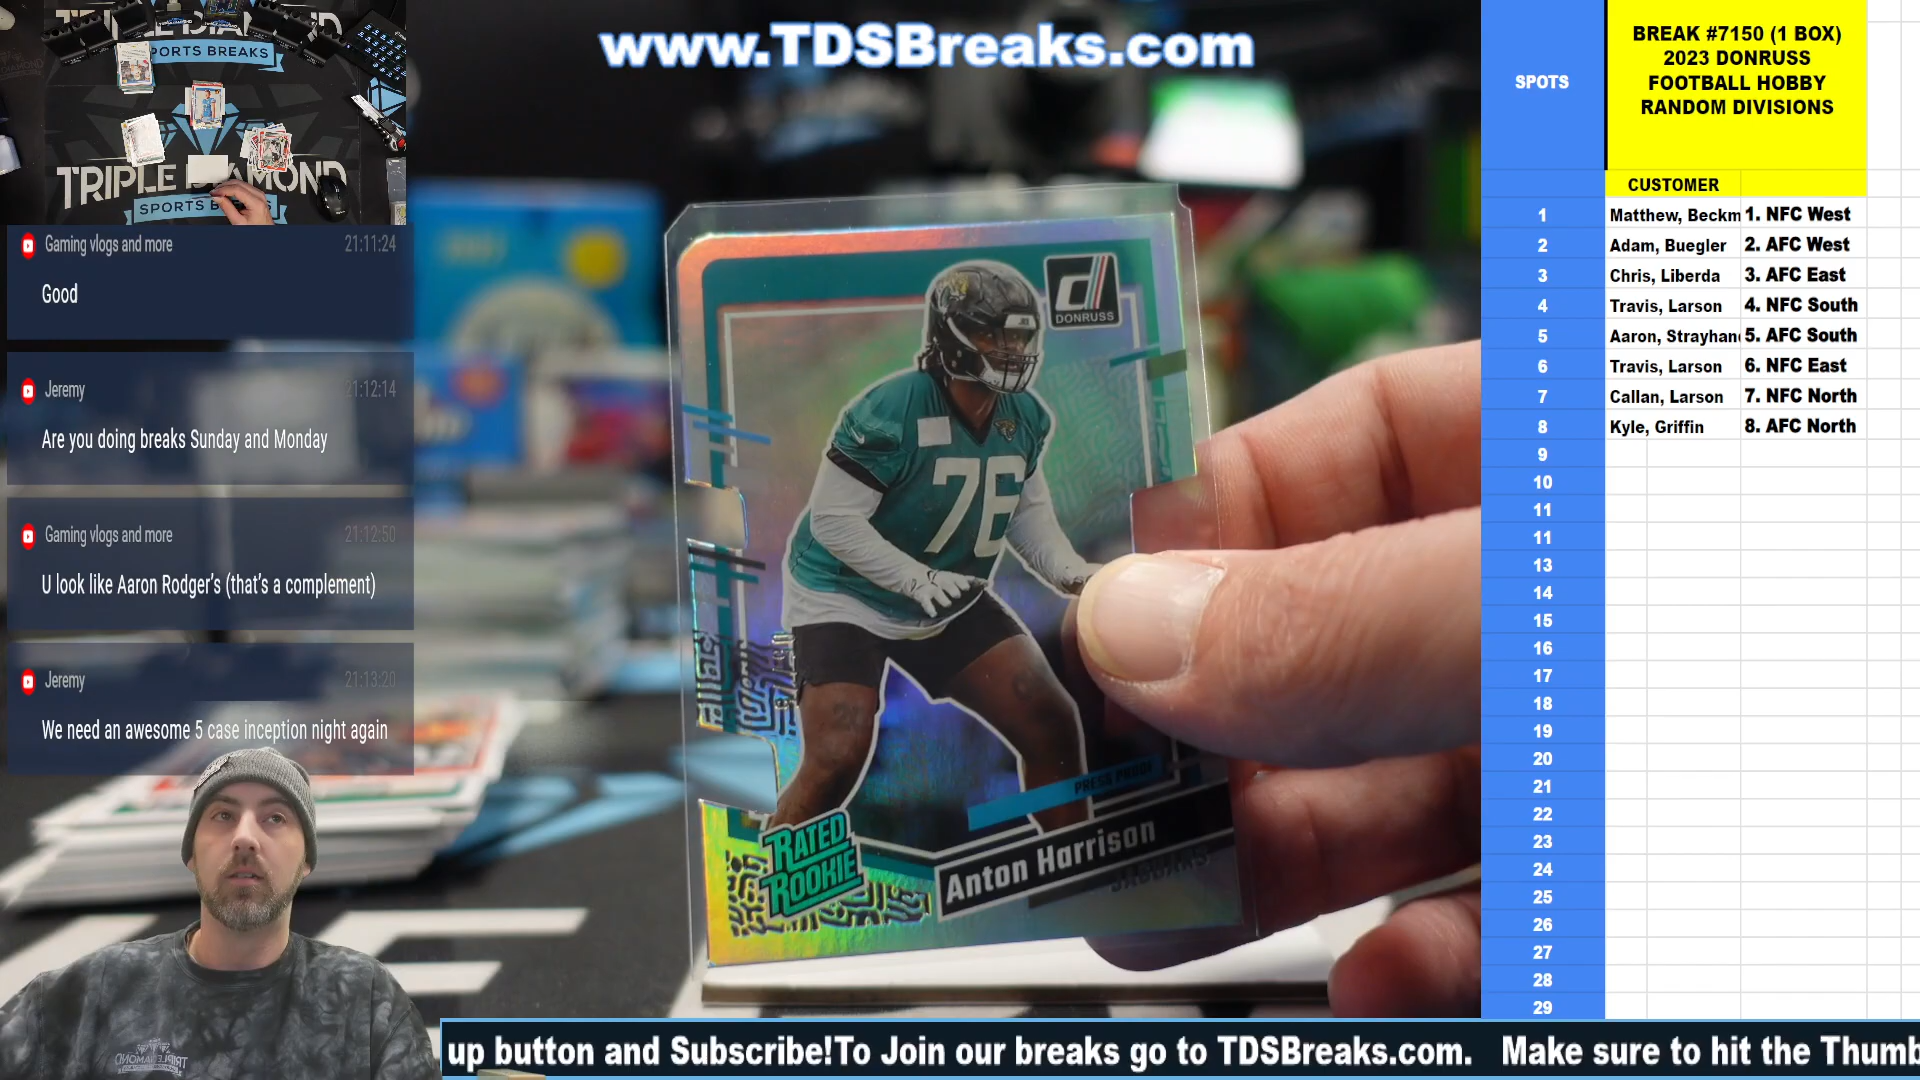 www.TDSBreaks.com
TRIPLE DIAMOND
SPORTS BREAKS
Gaming vlogs and more 21:11:24
Good
Jeremy 21:12:14
Are you doing breaks Sunday and Monday
Gaming vlogs and more 21:12:50
U look like Aaron Rodger's (that's a complement)
Jeremy 21:13:20
We need an awesome 5 case inception night again
DONRUSS
76
PRESS PROOF
RATED
ROOKIE
Anton Harrison
JAGUARS
SPOTS
BREAK #7150 (1 BOX)
2023 DONRUSS
FOOTBALL HOBBY
RANDOM DIVISIONS
CUSTOMER
1 Matthew, Beckm 1. NFC West
2 Adam, Buegler 2. AFC West
3 Chris, Liberda 3. AFC East
4 Travis, Larson 4. NFC South
5 Aaron, Strayhan 5. AFC South
6 Travis, Larson 6. NFC East
7 Callan, Larson 7. NFC North
8 Kyle, Griffin 8. AFC North
9
10
11
11
13
14
15
16
17
18
19
20
21
22
23
24
25
26
27
28
29
up button and Subscribe!To Join our breaks go to TDSBreaks.com. Make sure to hit the Thumb